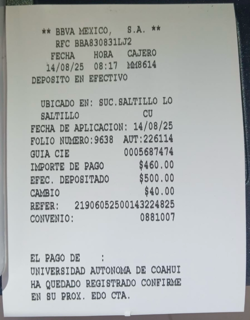 ** BBVA MEXICO, S.A. **
RFC BBA830831LJ2
FECHA HORA CAJERO
14/08/25 08:17 MM8614
DEPOSITO EN EFECTIVO
UBICADO EN: SUC.SALTILLO LO
SALTILLO CU
FECHA DE APLICACION: 14/08/25
FOLIO NUMERO:9638 AUT:226114
GUIA CIE 0005687474
IMPORTE DE PAGO $460.00
EFEC. DEPOSITADO $500.00
CAMBIO $40.00
REFER: 21906052500143224825
CONVENIO: 0881007
EL PAGO DE :
UNIVERSIDAD AUTONOMA DE COAHUI
HA QUEDADO REGISTRADO CONFIRME
EN SU PROX. EDO CTA.